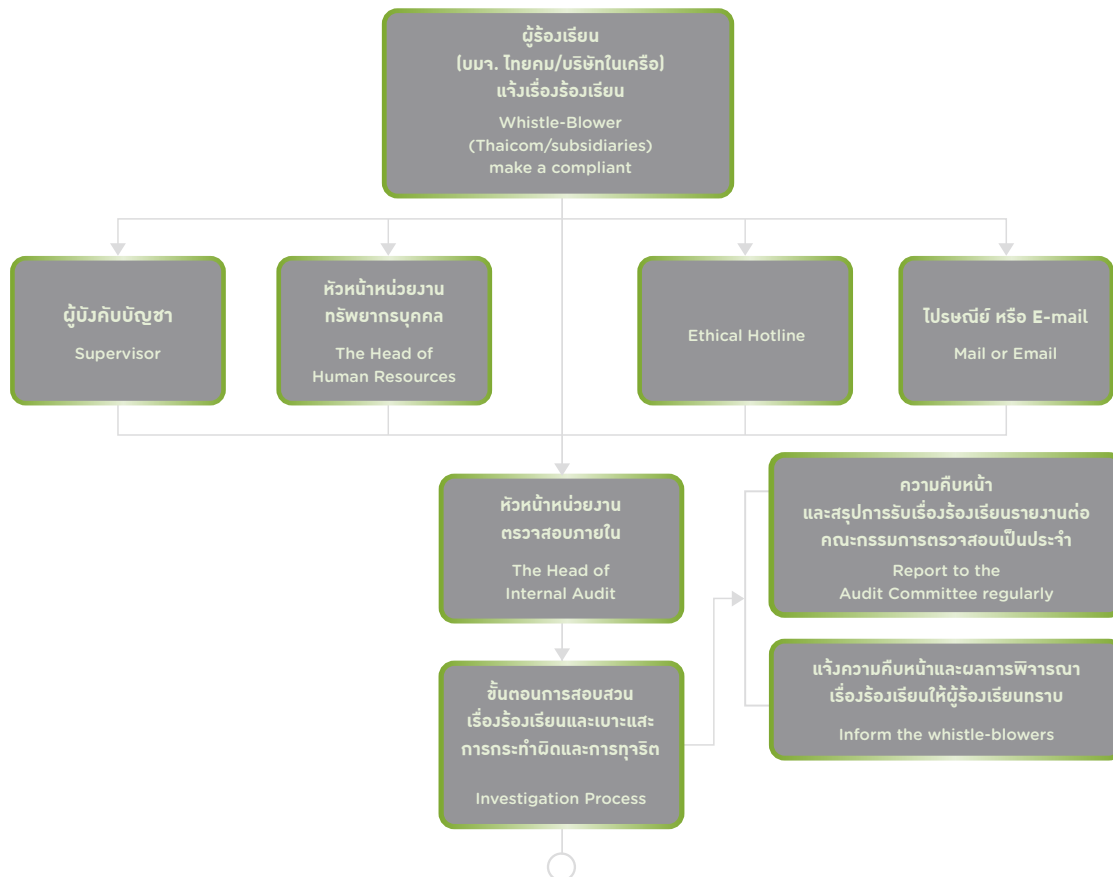 ผู้ร้องเรียน
(บมจ. ไทยคม/บริษัทในเครือ)
แจ้งเรื่องร้องเรียน
Whistle-Blower
(Thaicom/subsidiaries)
make a compliant
ผู้บังคับบัญชา
Supervisor
หัวหน้าหน่วยงาน
ทรัพยากรบุคคล
The Head of
Human Resources
Ethical Hotline
ไปรษณีย์ หรือ E-mail
Mail or Email
หัวหน้าหน่วยงาน
ตรวจสอบภายใน
The Head of
Internal Audit
ความคืบหน้า
และสรุปการรับเรื่องร้องเรียนรายงานต่อ
คณะกรรมการตรวจสอบเป็นประจำ
Report to the
Audit Committee regularly
ขั้นตอนการสอบสวน
เรื่องร้องเรียนและเบาะแสะ
การกระทำผิดและการทุจริต
Investigation Process
แจ้งความคืบหน้าและผลการพิจารณา
เรื่องร้องเรียนให้ผู้ร้องเรียนทราบ
Inform the whistle-blowers